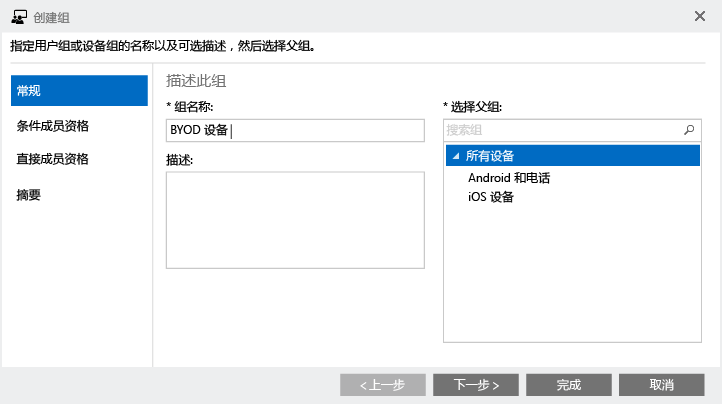 创建组
指定用户组或设备组的名称以及可选描述，然后选择父组。
常规
条件成员资格
直接成员资格
摘要
描述此组
* 组名称:
BYOD 设备
描述:
* 选择父组:
搜索组
所有设备
Android 和电话
iOS 设备
<上一步
下一步>
完成
取消